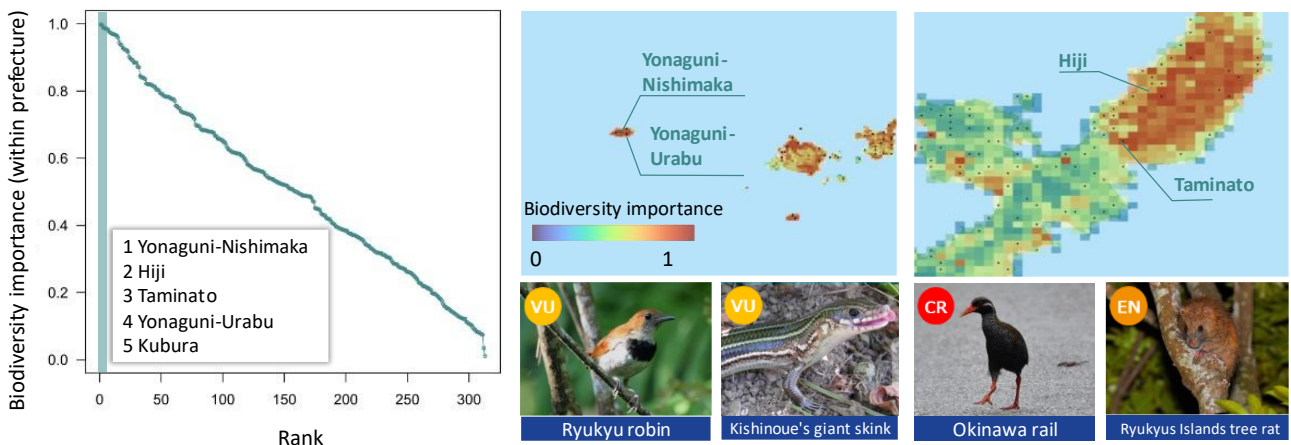 Biodiversity importance (within prefecture)
1.0
0.8
0.6
0.4
0.2
0.0
1 Yonaguni-Nishimaka
2 Hiji
3 Taminato
4 Yonaguni-Urabu
5 Kubura
0 50 100 150 200 250 300
Rank
Yonaguni-
Nishimaka
Yonaguni-
Urabu
Biodiversity importance
0 1
Hiji
Taminato
VU
Ryukyu robin
VU
Kishinoue's giant skink
CR
Okinawa rail
EN
Ryukyus Islands tree rat